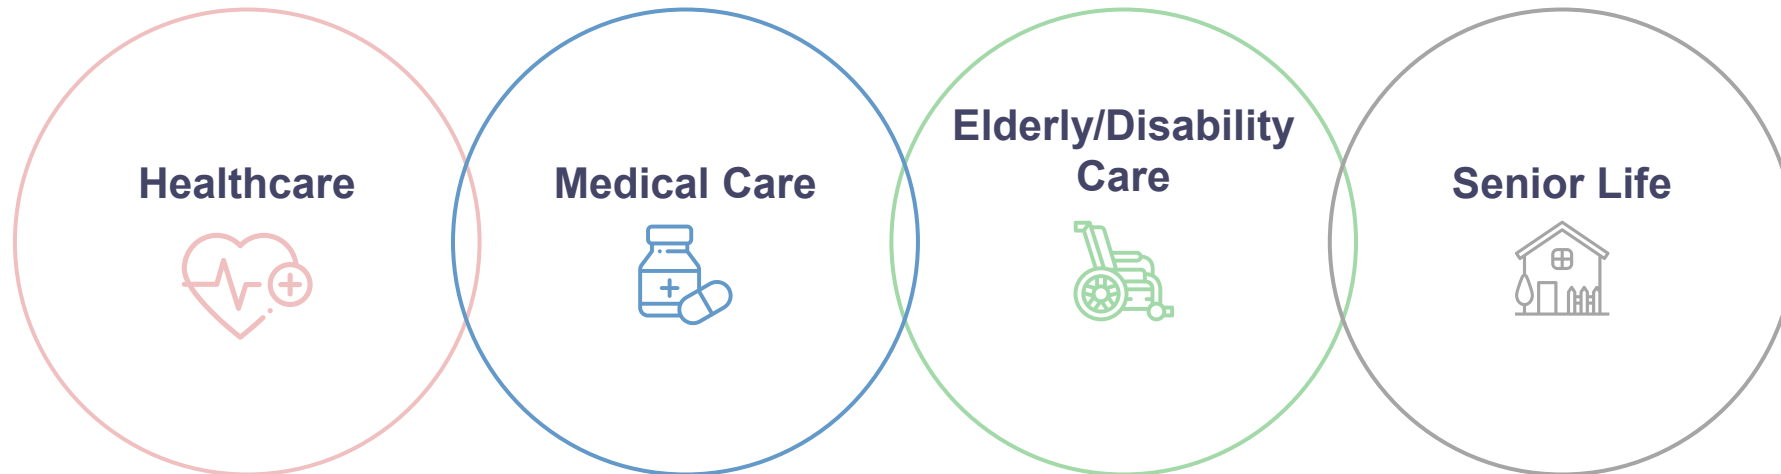 Healthcare
Medical Care
Elderly/Disability
Care
Senior Life